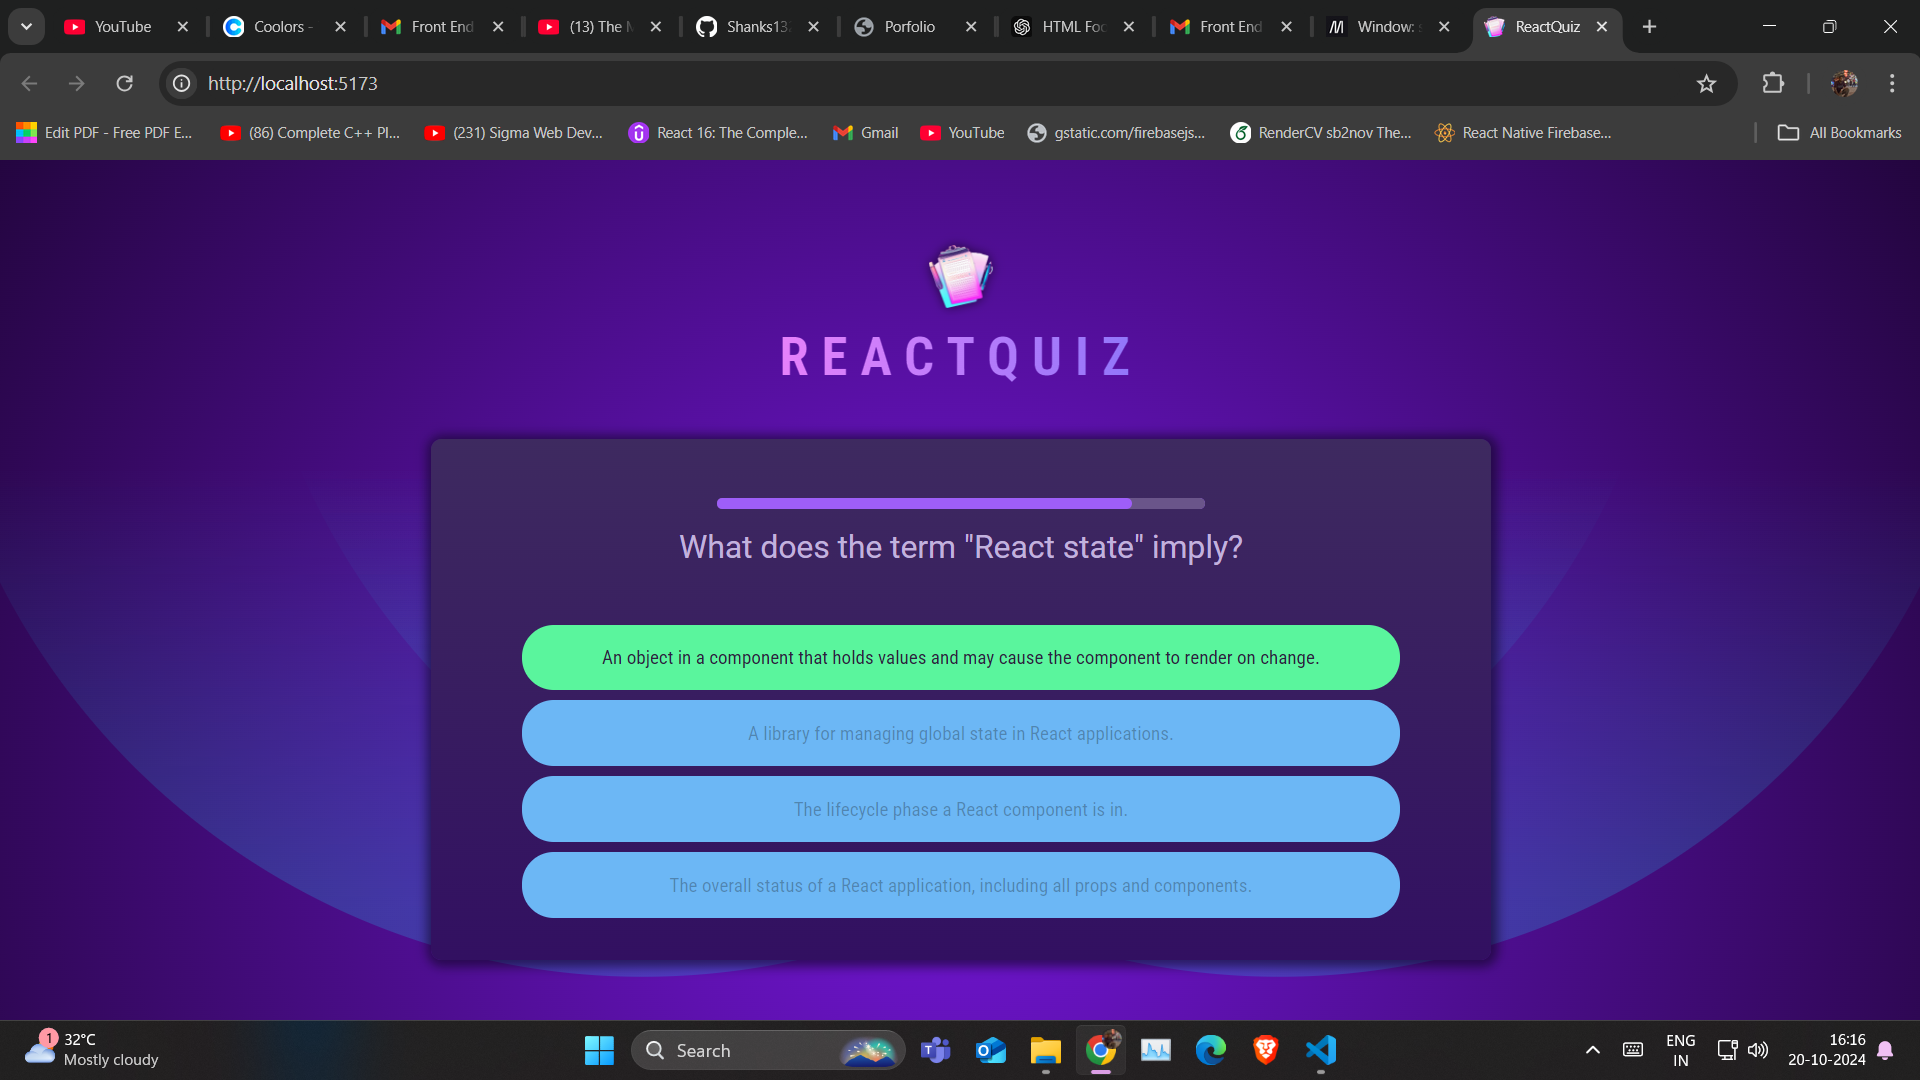 YouTube
Coolors -
Front End
(13) The M
Shanks13
Porfolio
HTML Foo
Front End
Window: s
ReactQuiz
http://localhost:5173
Edit PDF - Free PDF E...
(86) Complete C++ Pl...
(231) Sigma Web Dev...
React 16: The Comple...
Gmail
YouTube
gstatic.com/firebasejs...
RenderCV sb2nov The...
React Native Firebase...
All Bookmarks
REACTQUIZ
What does the term "React state" imply?
An object in a component that holds values and may cause the component to render on change.
A library for managing global state in React applications.
The lifecycle phase a React component is in.
The overall status of a React application, including all props and components.
1
32°C
Mostly cloudy
Search
ENG
IN
16:16
20-10-2024